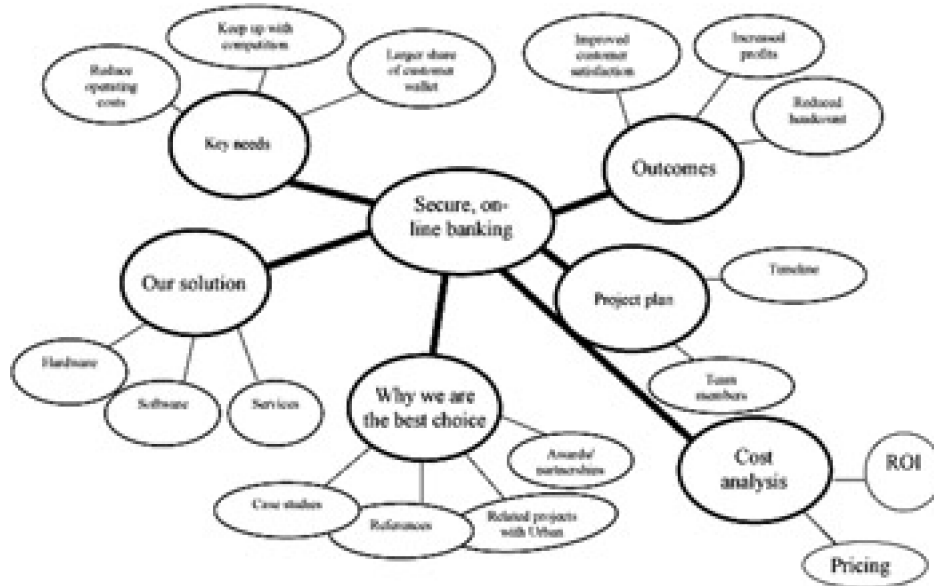 Keep up with
competition
Reduce
operating
costs
Larger share
of customer
wallet
Key needs
Improved
customer
satisfaction
Increased
profits
Reduced
headcount
Outcomes
Secure, on-
line banking
Our solution
Hardware
Software
Services
Project plan
Timeline
Team
members
Why we are
the best choice
Awards/
partnerships
Case studies
References
Related projects
with Urban
Cost
analysis
ROI
Pricing